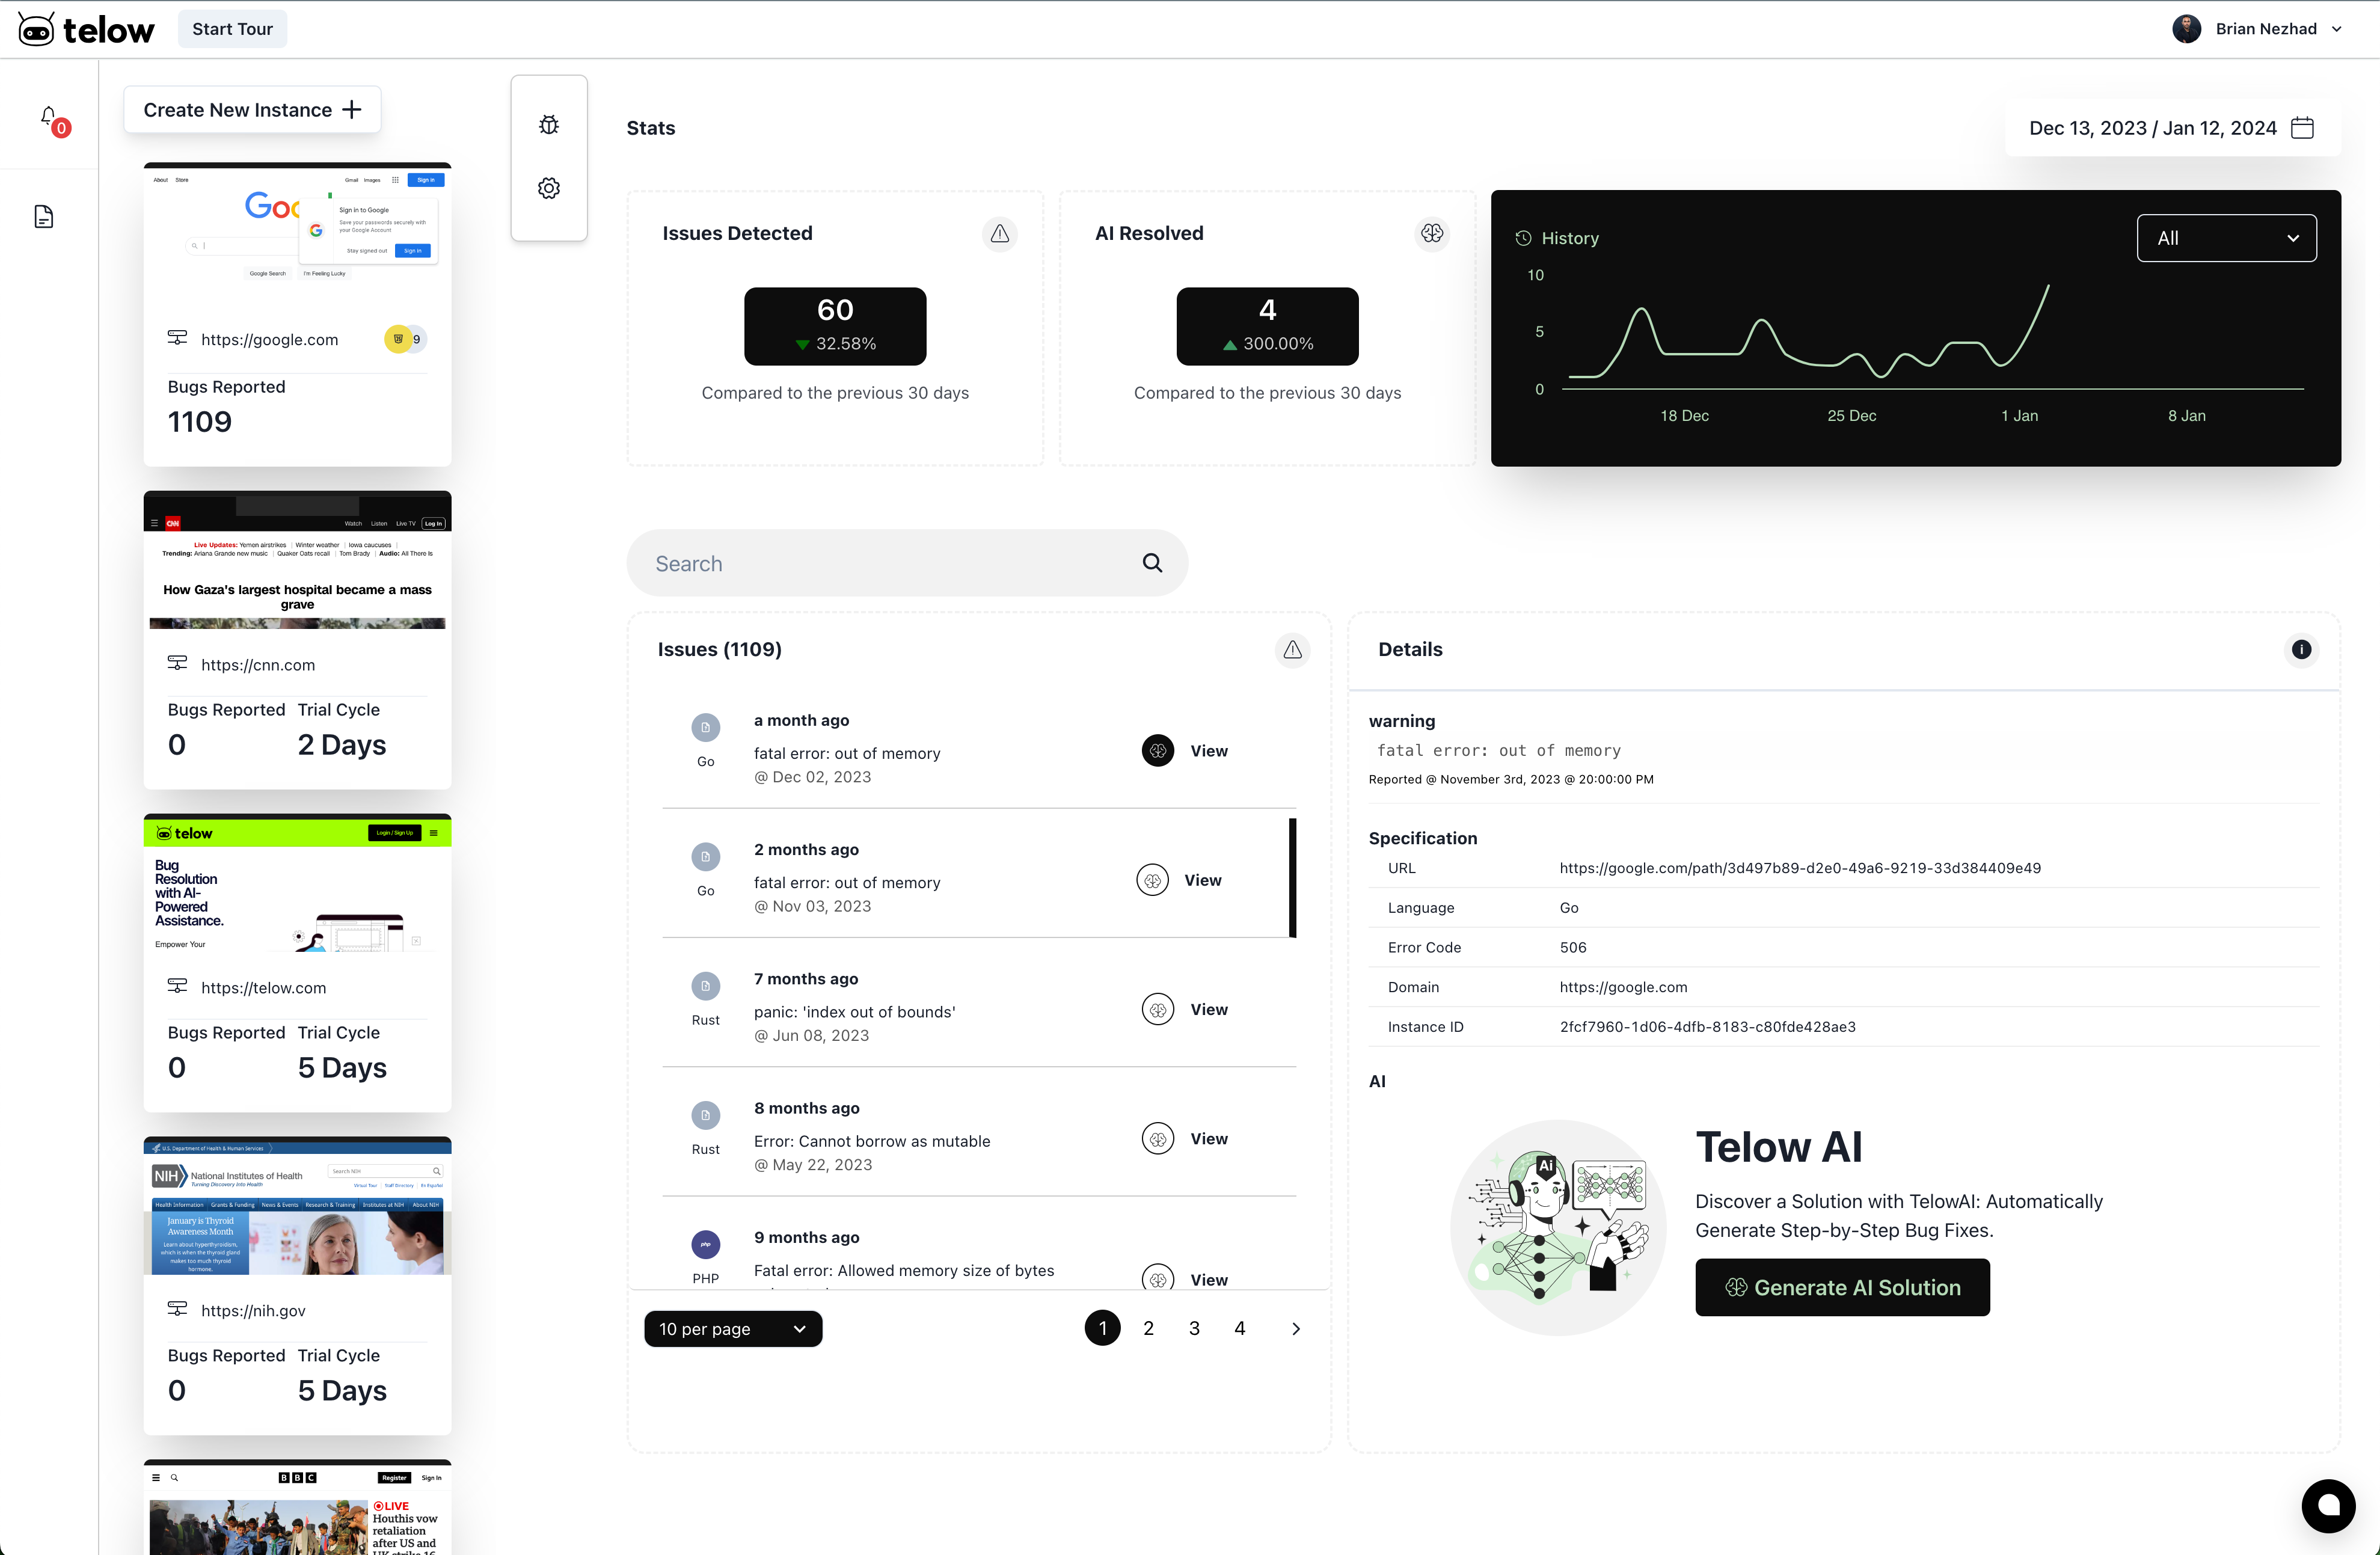 telow
Start Tour
Brian Nezhad
0
Create New Instance
About Store
Gmail Images
Sign in
Goo
Sign in to Google
Save your passwords securely with
your Google Account
Stay signed out
Sign in
Google Search
I'm Feeling Lucky
https://google.com
9
Bugs Reported
1109
CNN
Watch Listen Live TV Log In
Live Updates: Yemen airstrikes | Winter weather | Iowa caucuses |
Trending: Ariana Grande new music | Quaker Oats recall | Tom Brady | Audio: All There Is
How Gaza's largest hospital became a mass
grave
https://cnn.com
Bugs Reported Trial Cycle
0 2 Days
telow
Login / Sign Up
Bug
Resolution
with AI-
Powered
Assistance.
Empower Your
https://telow.com
Bugs Reported Trial Cycle
0 5 Days
U.S. Department of Health & Human Services
NIH National Institutes of Health
Turning Discovery Into Health
Search NIH
Virtual Tour | Staff Directory | En Español
Health Information Grants & Funding News & Events Research & Training Institutes at NIH About NIH
January is Thyroid
Awareness Month
Learn about hyperthyroidism,
which is when the thyroid gland
makes too much thyroid
hormone.
https://nih.gov
Bugs Reported Trial Cycle
0 5 Days
BBC
Register
Sign In
LIVE
Houthis vow
retaliation
after US and
UK strike 16
Stats
Dec 13, 2023 / Jan 12, 2024
Issues Detected
60
32.58%
Compared to the previous 30 days
AI Resolved
4
300.00%
Compared to the previous 30 days
History
All
10
5
0
18 Dec 25 Dec 1 Jan 8 Jan
Search
Issues (1109)
Go
a month ago
fatal error: out of memory
@ Dec 02, 2023
View
Go
2 months ago
fatal error: out of memory
@ Nov 03, 2023
View
Rust
7 months ago
panic: 'index out of bounds'
@ Jun 08, 2023
View
Rust
8 months ago
Error: Cannot borrow as mutable
@ May 22, 2023
View
php
PHP
9 months ago
Fatal error: Allowed memory size of bytes
View
10 per page
1 2 3 4
Details
i
warning
fatal error: out of memory
Reported @ November 3rd, 2023 @ 20:00:00 PM
Specification
URL https://google.com/path/3d497b89-d2e0-49a6-9219-33d384409e49
Language Go
Error Code 506
Domain https://google.com
Instance ID 2fcf7960-1d06-4dfb-8183-c80fde428ae3
AI
Ai
Telow AI
Discover a Solution with TelowAI: Automatically
Generate Step-by-Step Bug Fixes.
Generate AI Solution